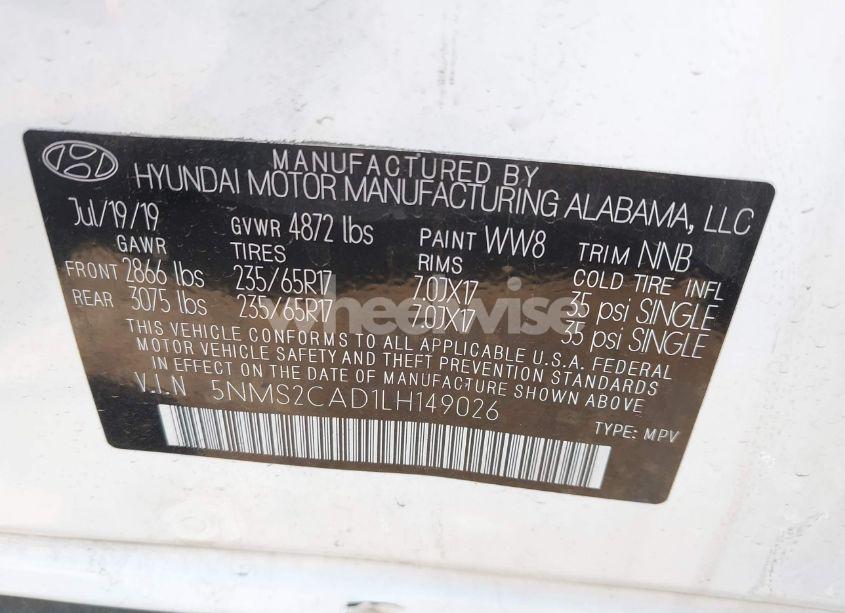 MANUFACTURED BY
HYUNDAI MOTOR MANUFACTURING ALABAMA, LLC
Jul/19/19 GVWR 4872 lbs PAINT WW8 TRIM NNB
GAWR TIRES RIMS COLD TIRE INFL
FRONT 2866 lbs 235/65R17 7.0JX17 35 psi SINGLE
REAR 3075 lbs 235/65R17 7.0JX17 35 psi SINGLE
wheelwise
THIS VEHICLE CONFORMS TO ALL APPLICABLE U.S.A. FEDERAL
MOTOR VEHICLE SAFETY AND THEFT PREVENTION STANDARDS
IN EFFECT ON THE DATE OF MANUFACTURE SHOWN ABOVE
V.I.N 5NMS2CAD1LH149026
TYPE: MPV